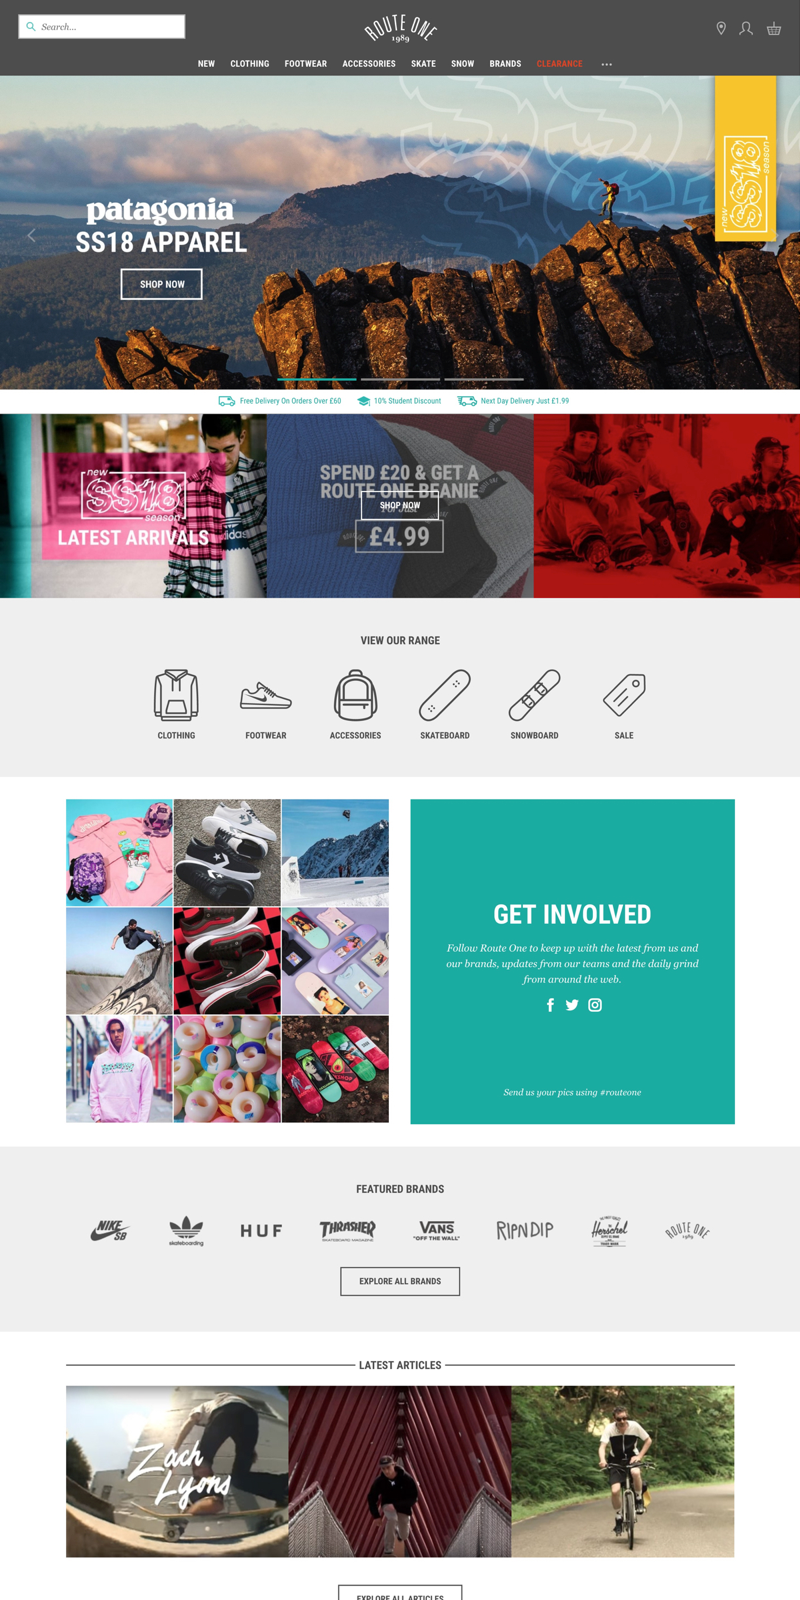 Search...
ROUTE ONE
1989
NEW
CLOTHING
FOOTWEAR
ACCESSORIES
SKATE
SNOW
BRANDS
CLEARANCE
patagonia
SS18 APPAREL
SHOP NOW
new
SS18
season
Free Delivery On Orders Over £60
10% Student Discount
Next Day Delivery Just £1.99
new
SS18
season
LATEST ARRIVALS
adidas
SPEND £20 & GET A
ROUTE ONE BEANIE
For Just
SHOP NOW
£4.99
VIEW OUR RANGE
CLOTHING
FOOTWEAR
ACCESSORIES
SKATEBOARD
SNOWBOARD
SALE
GET INVOLVED
Follow Route One to keep up with the latest from us and
our brands, updates from our teams and the daily grind
from around the web.
Send us your pics using #routeone
FEATURED BRANDS
NIKE
SB
skateboarding
HUF
THRASHER
SKATEBOARD MAGAZINE
VANS
"OFF THE WALL"
RIPNDIP
Herschel
TRADE MARK
ROUTE ONE
1989
EXPLORE ALL BRANDS
LATEST ARTICLES
Zach
Lyons
EXPLORE ALL ARTICLES